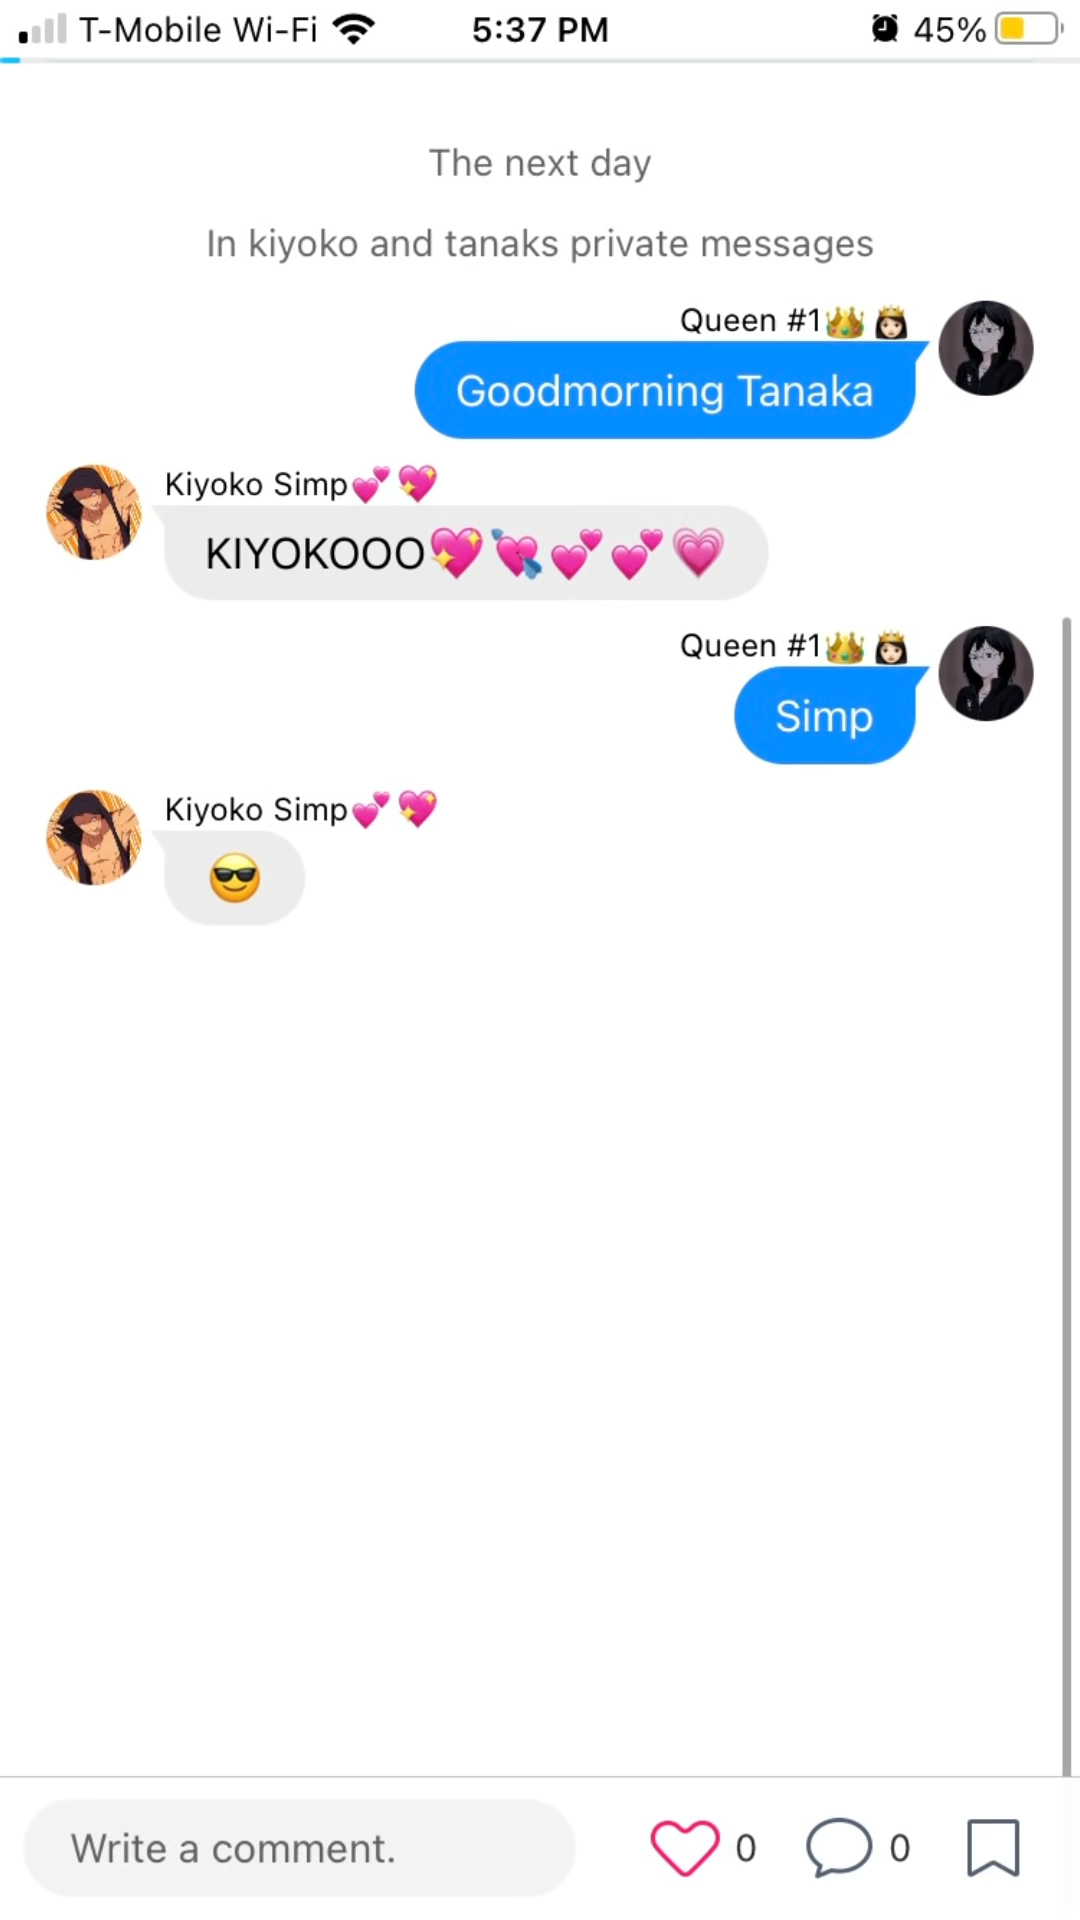 T-Mobile Wi-Fi 5:37 PM 45%
The next day
In kiyoko and tanaks private messages
Queen #1👑👸🏻
Goodmorning Tanaka
Kiyoko Simp💕💖
KIYOKOOO💖💘💕💕💗
Queen #1👑👸🏻
Simp
Kiyoko Simp💕💖
😎
Write a comment. 0 0